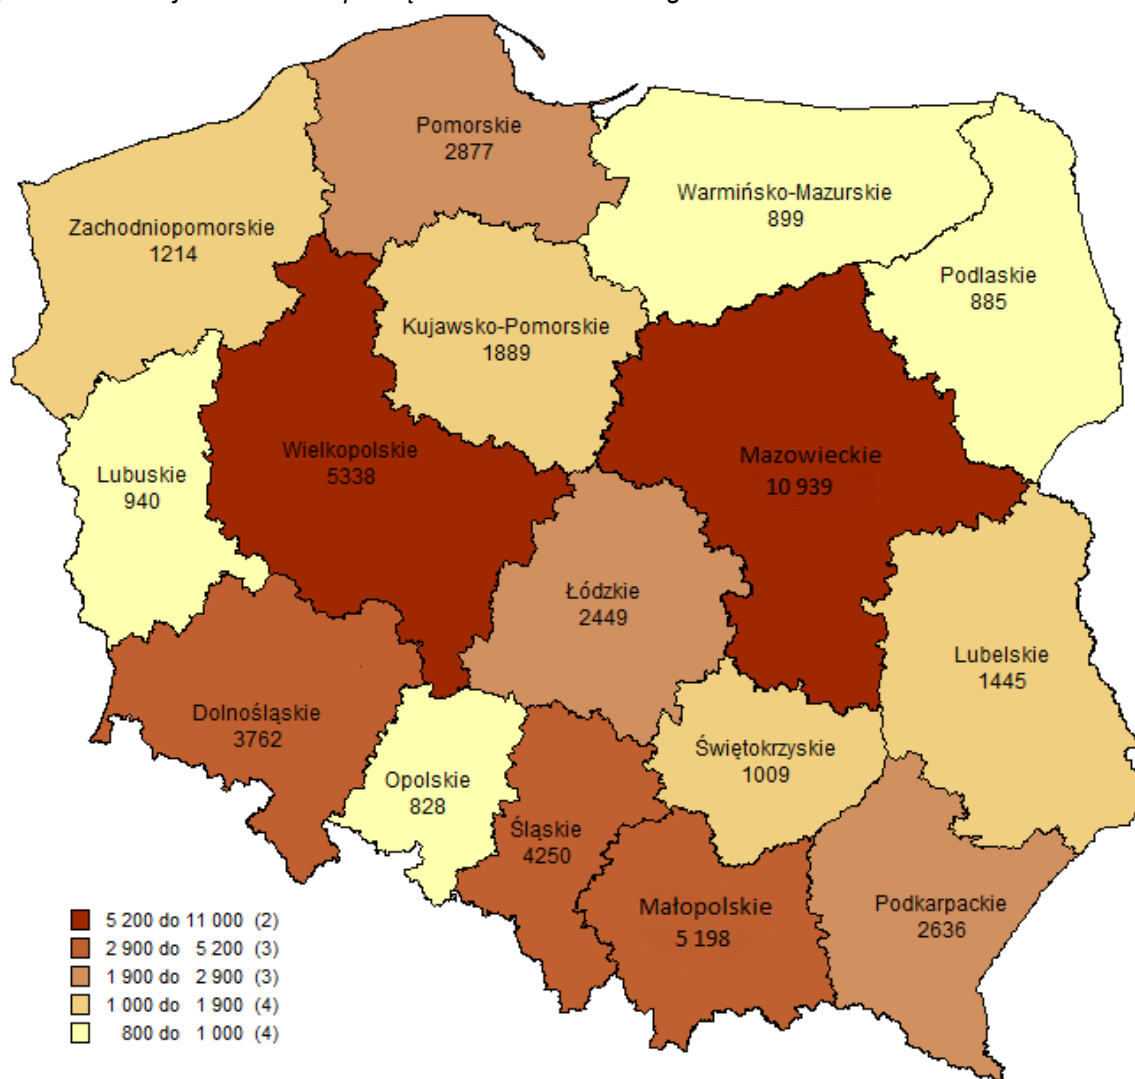 Pomorskie
2877
Warmińsko-Mazurskie
899
Zachodniopomorskie
1214
Podlaskie
885
Kujawsko-Pomorskie
1889
Wielkopolskie
5338
Mazowieckie
10 939
Lubuskie
940
Łódzkie
2449
Lubelskie
1445
Dolnośląskie
3762
Świętokrzyskie
1009
Opolskie
828
Śląskie
4250
Małopolskie
5 198
Podkarpackie
2636
5 200 do 11 000 (2)
2 900 do 5 200 (3)
1 900 do 2 900 (3)
1 000 do 1 900 (4)
800 do 1 000 (4)